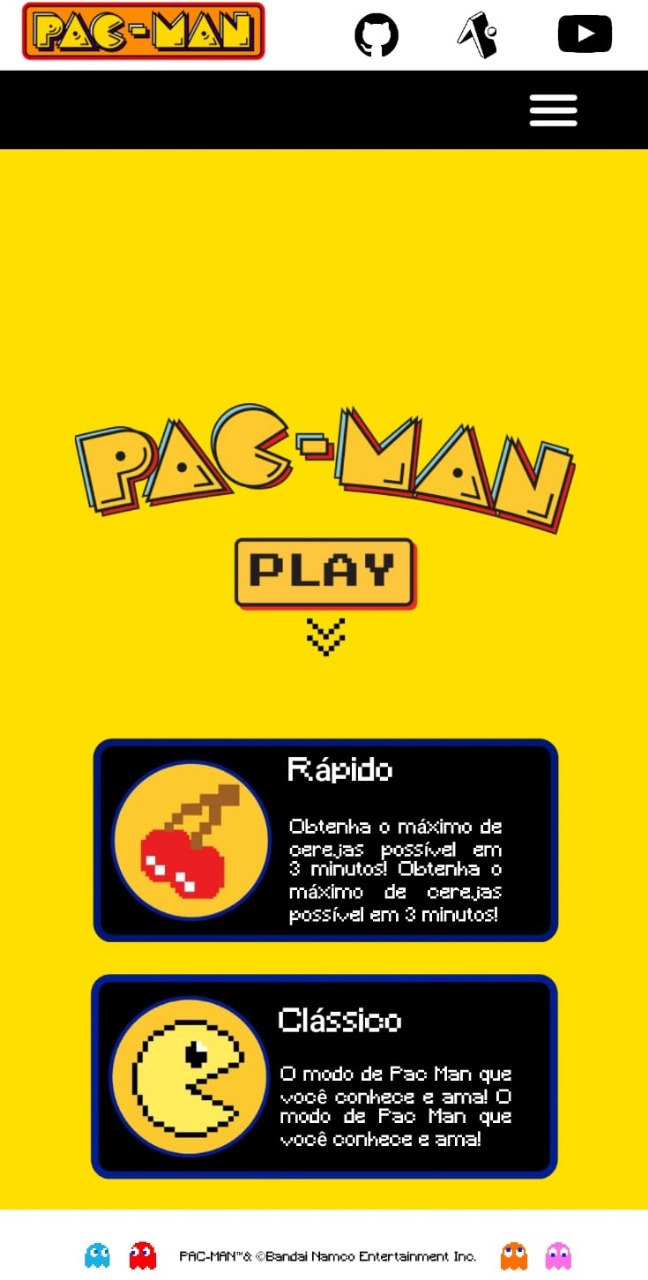 PAC-MAN
PAC-MAN
PLAY
Rápido
Obtenha o máximo de
cerejas possível em
3 minutos! Obtenha o
máximo de cerejas
possível em 3 minutos!
Clássico
O modo de Pac Man que
você conhece e ama! O
modo de Pac Man que
você conhece e ama!
PAC-MAN™& ©Bandai Namco Entertainment Inc.